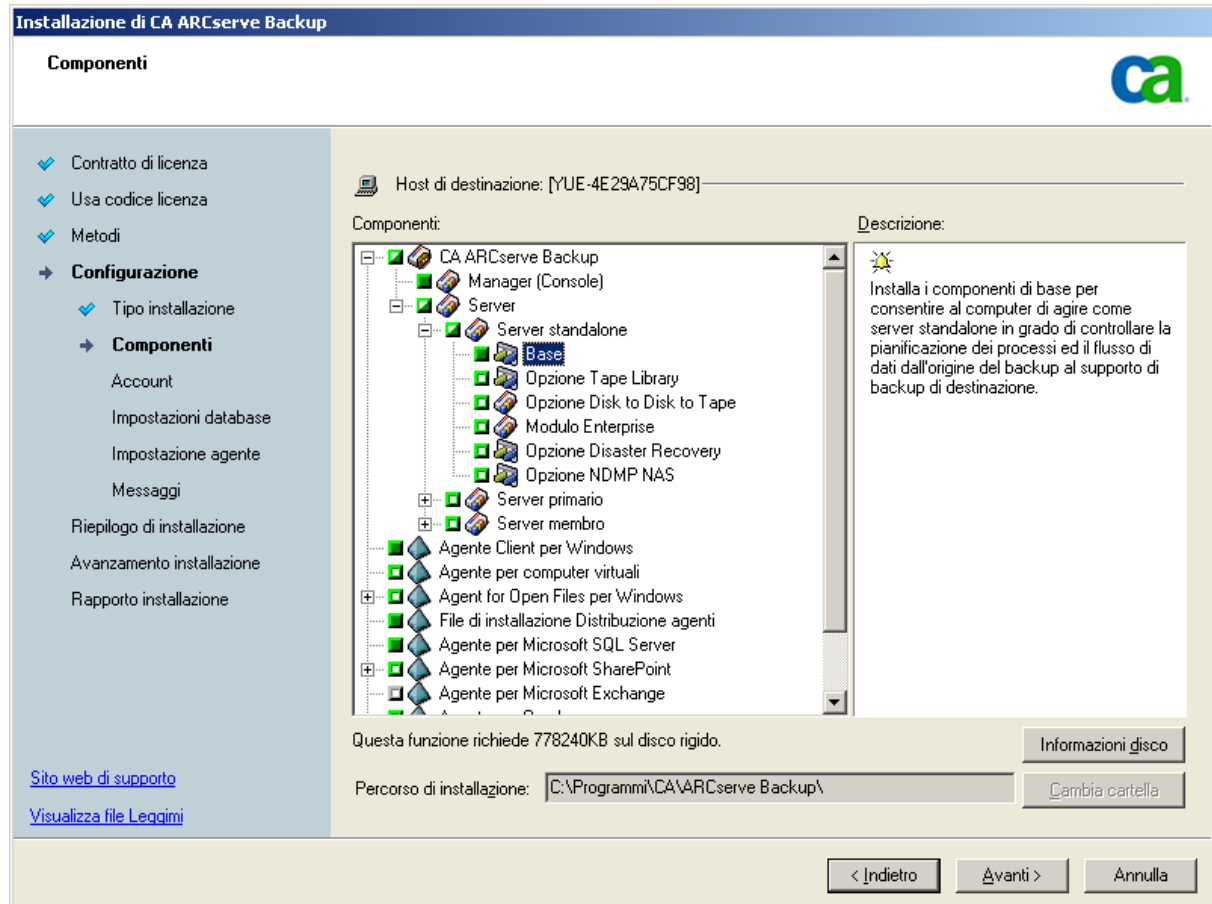 Installazione di CA ARCserve Backup
Componenti
ca
Contratto di licenza
Usa codice licenza
Metodi
Configurazione
Tipo installazione
Componenti
Account
Impostazioni database
Impostazione agente
Messaggi
Riepilogo di installazione
Avanzamento installazione
Rapporto installazione
Sito web di supporto
Visualizza file Leggimi
Host di destinazione: [YUE-4E29A75CF98]
Componenti:
CA ARCserve Backup
Manager (Console)
Server
Server standalone
Base
Opzione Tape Library
Opzione Disk to Disk to Tape
Modulo Enterprise
Opzione Disaster Recovery
Opzione NDMP NAS
Server primario
Server membro
Agente Client per Windows
Agente per computer virtuali
Agent for Open Files per Windows
File di installazione Distribuzione agenti
Agente per Microsoft SQL Server
Agente per Microsoft SharePoint
Agente per Microsoft Exchange
Descrizione:
Installa i componenti di base per
consentire al computer di agire come
server standalone in grado di controllare la
pianificazione dei processi ed il flusso di
dati dall'origine del backup al supporto di
backup di destinazione.
Questa funzione richiede 778240KB sul disco rigido.
Informazioni disco
Percorso di installazione: C:\Programmi\CA\ARCserve Backup\
Cambia cartella
< Indietro
Avanti >
Annulla